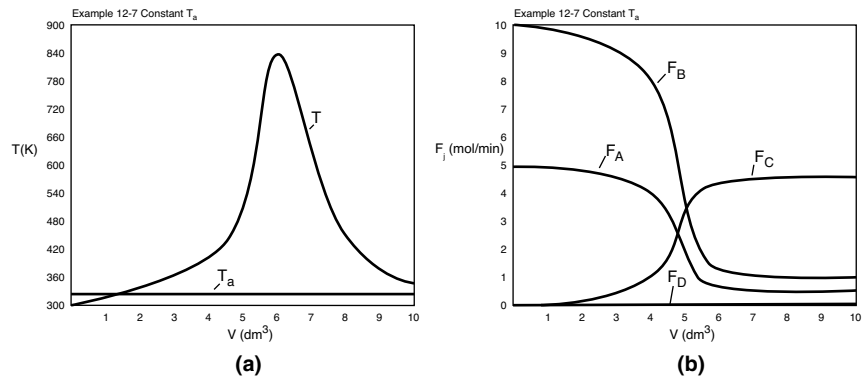 Example 12-7 Constant Ta
900
840
780
720
660
600
540
480
420
360
300
T(K)
T
Ta
0 1 2 3 4 5 6 7 8 9 10
V (dm³)
(a)
Example 12-7 Constant Ta
10
9
8
7
6
5
4
3
2
1
0
Fj (mol/min)
FB
FA
FC
FD
0 1 2 3 4 5 6 7 8 9 10
V (dm³)
(b)